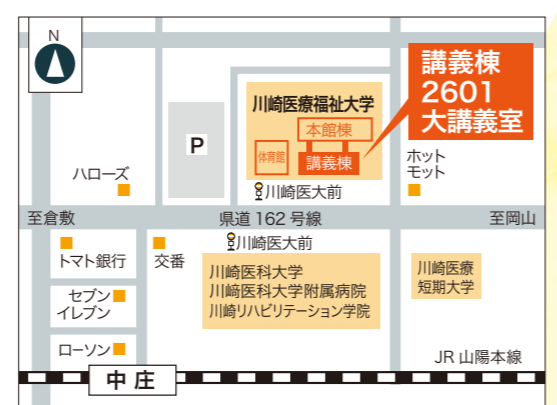 N
講義棟
2601
大講義室
川崎医療福祉大学
本館棟
体育館
講義棟
P
ハローズ
ホット
モット
川崎医大前
至倉敷
県道162号線
至岡山
川崎医大前
トマト銀行
交番
川崎医科大学
川崎医科大学附属病院
川崎リハビリテーション学院
川崎医療
短期大学
セブン
イレブン
ローソン
JR山陽本線
中庄